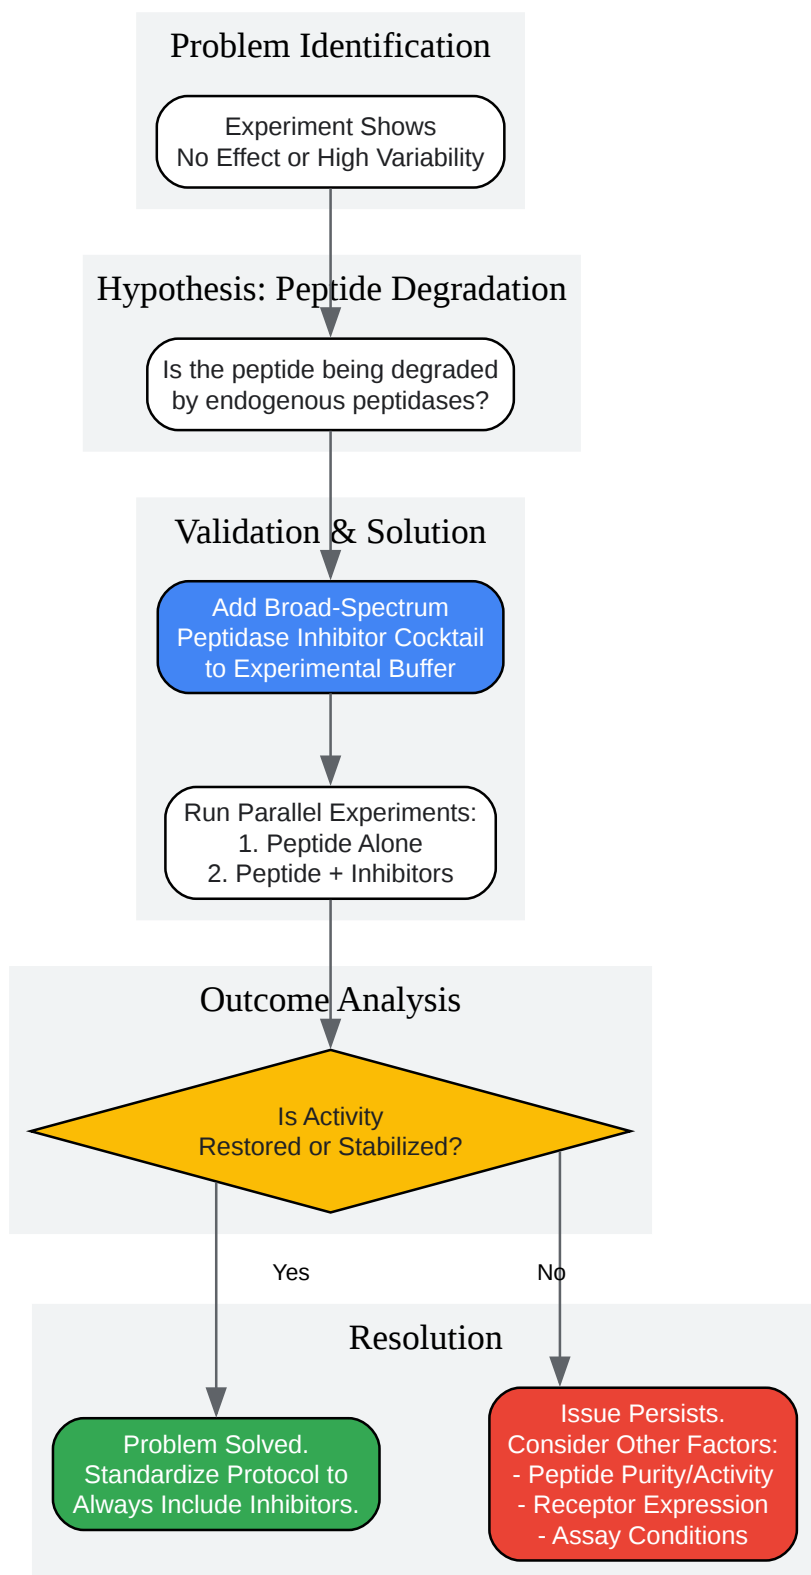 Problem Identification
Experiment Shows
No Effect or High Variability
Hypothesis: Peptide Degradation
Is the peptide being degraded
by endogenous peptidases?
Validation & Solution
Add Broad-Spectrum
Peptidase Inhibitor Cocktail
to Experimental Buffer
Run Parallel Experiments:
1. Peptide Alone
2. Peptide + Inhibitors
Outcome Analysis
Is Activity
Restored or Stabilized?
Yes
No
Resolution
Problem Solved.
Standardize Protocol to
Always Include Inhibitors.
Issue Persists.
Consider Other Factors:
- Peptide Purity/Activity
- Receptor Expression
- Assay Conditions